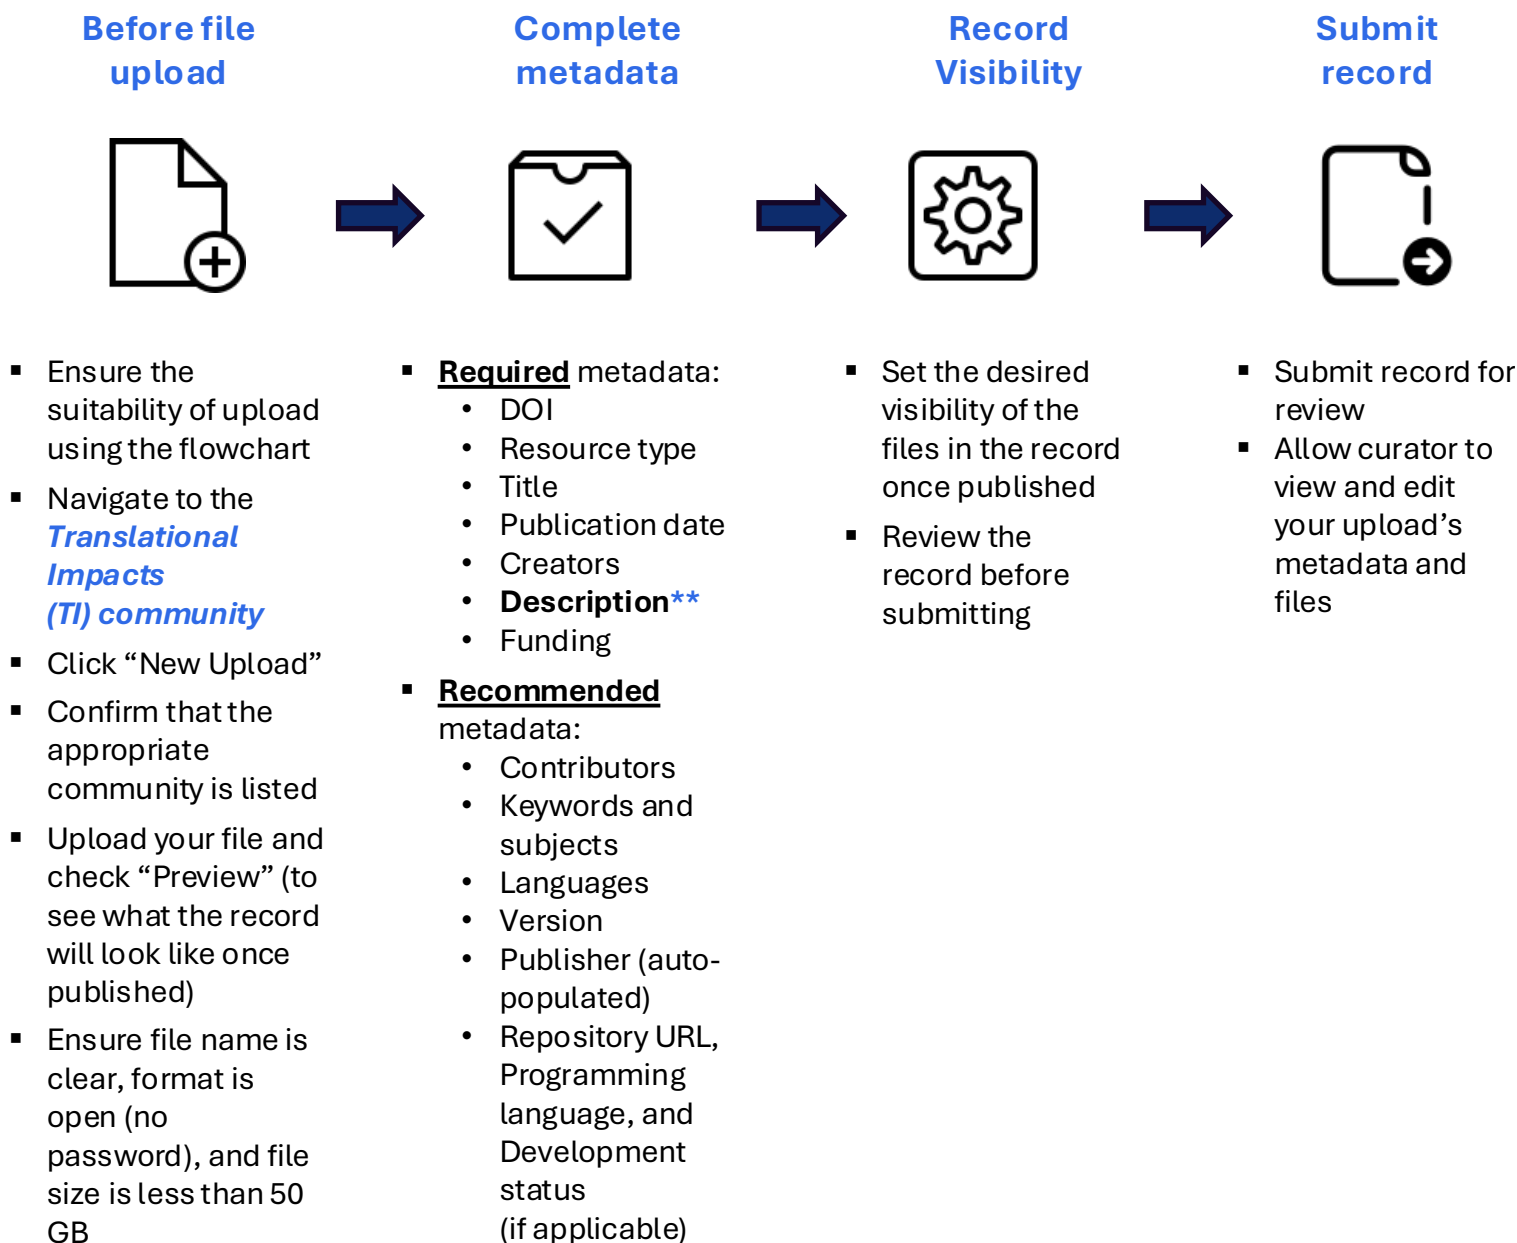 Before file
upload
Complete
metadata
Record
Visibility
Submit
record
▪ Ensure the
suitability of upload
using the flowchart
▪ Navigate to the
Translational
Impacts
(TI) community
▪ Click “New Upload”
▪ Confirm that the
appropriate
community is listed
▪ Upload your file and
check “Preview” (to
see what the record
will look like once
published)
▪ Ensure file name is
clear, format is
open (no
password), and file
size is less than 50
GB
▪ Required metadata:
• DOI
• Resource type
• Title
• Publication date
• Creators
• Description**
• Funding
▪ Recommended
metadata:
• Contributors
• Keywords and
subjects
• Languages
• Version
• Publisher (auto-
populated)
• Repository URL,
Programming
language, and
Development
status
(if applicable)
▪ Set the desired
visibility of the
files in the record
once published
▪ Review the
record before
submitting
▪ Submit record for
review
▪ Allow curator to
view and edit
your upload’s
metadata and
files